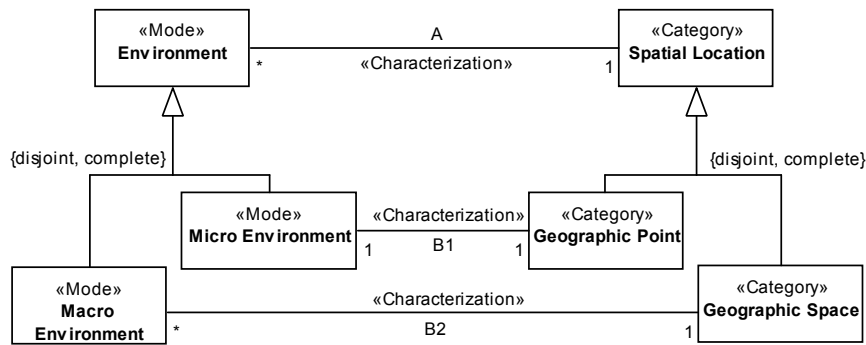 «Mode»
Environment
A
«Characterization»
*
1
«Category»
Spatial Location
{disjoint, complete}
{disjoint, complete}
«Mode»
Micro Environment
«Characterization»
1
B1
1
«Category»
Geographic Point
«Mode»
Macro
Environment
«Characterization»
*
B2
1
«Category»
Geographic Space